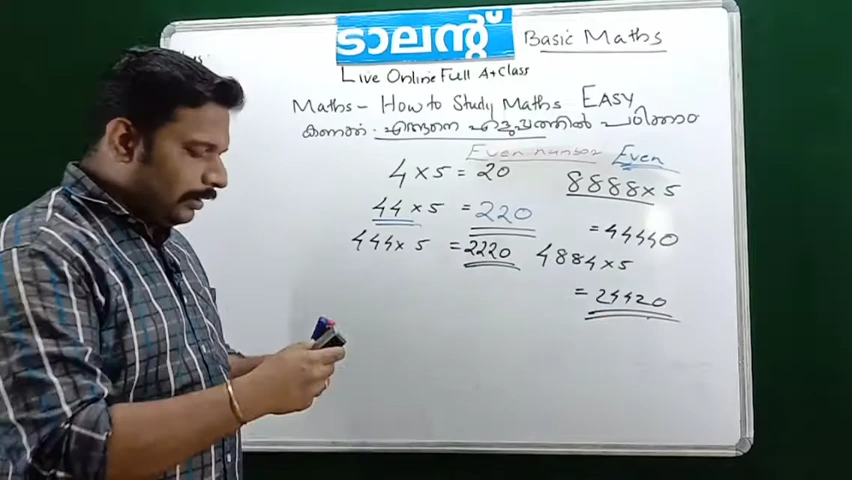 ടാലന്റ്
Basic Maths
Live Online Full A+ Class
Maths - How to Study Maths EASY
എങ്ങനെ എളുപ്പത്തിൽ പഠിക്കാം
Even number Even
4 × 5 = 20
44 × 5 = 220
444 × 5 = 2220
8888 × 5
= 44440
4884 × 5
= 24420